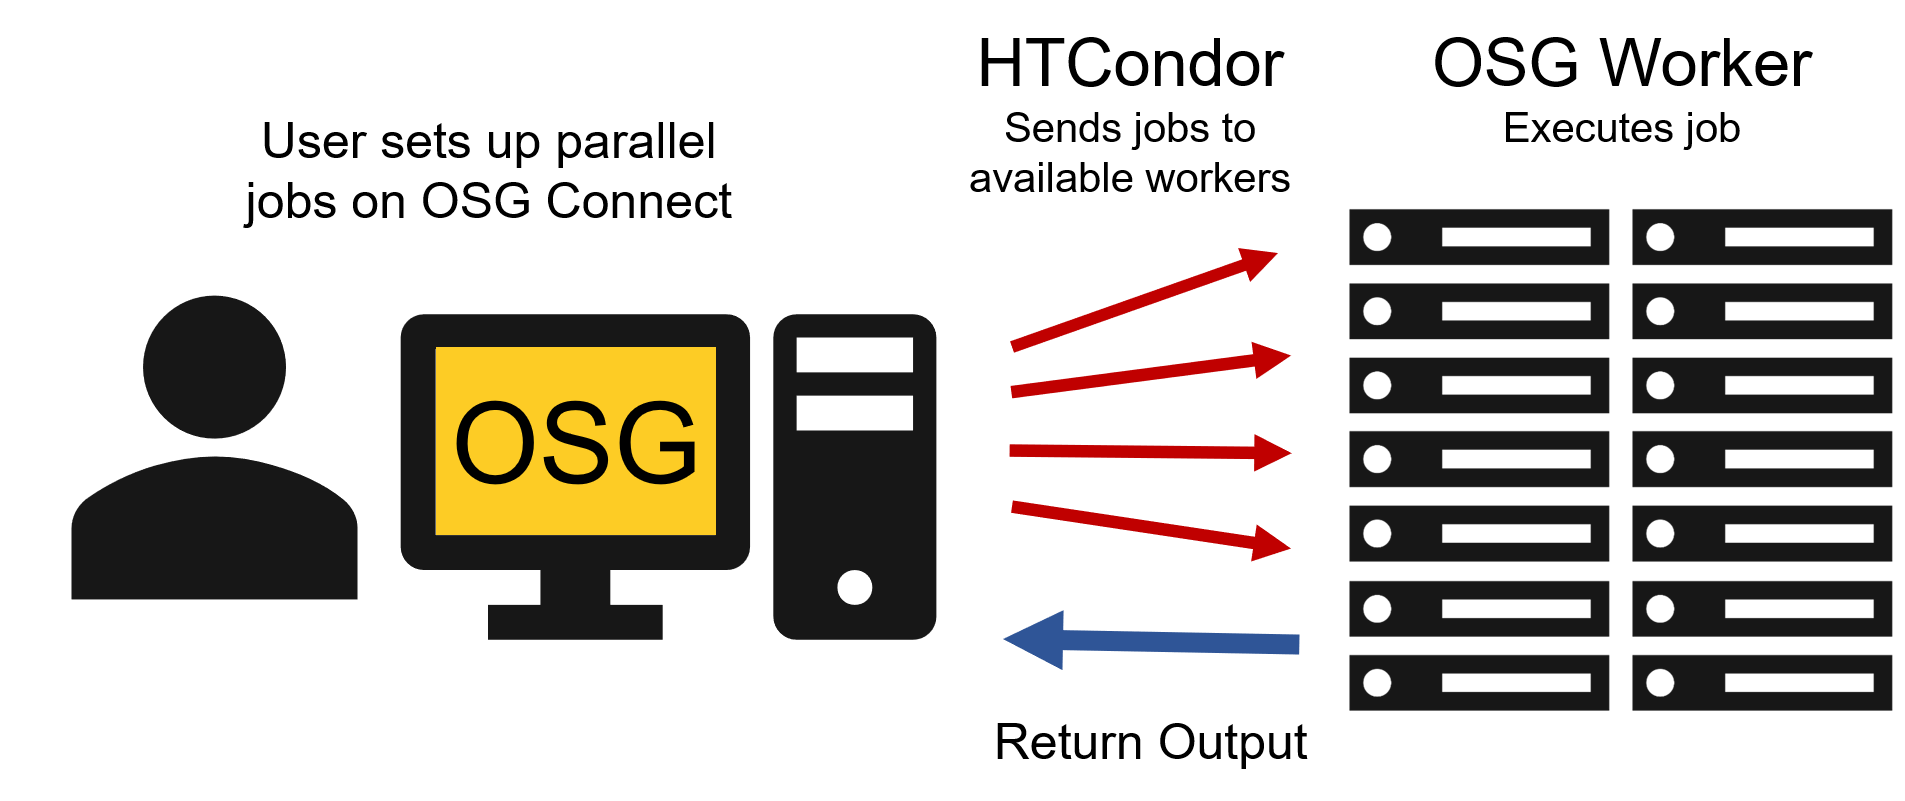 User sets up parallel
jobs on OSG Connect
OSG
HTCondor
Sends jobs to
available workers
Return Output
OSG Worker
Executes job